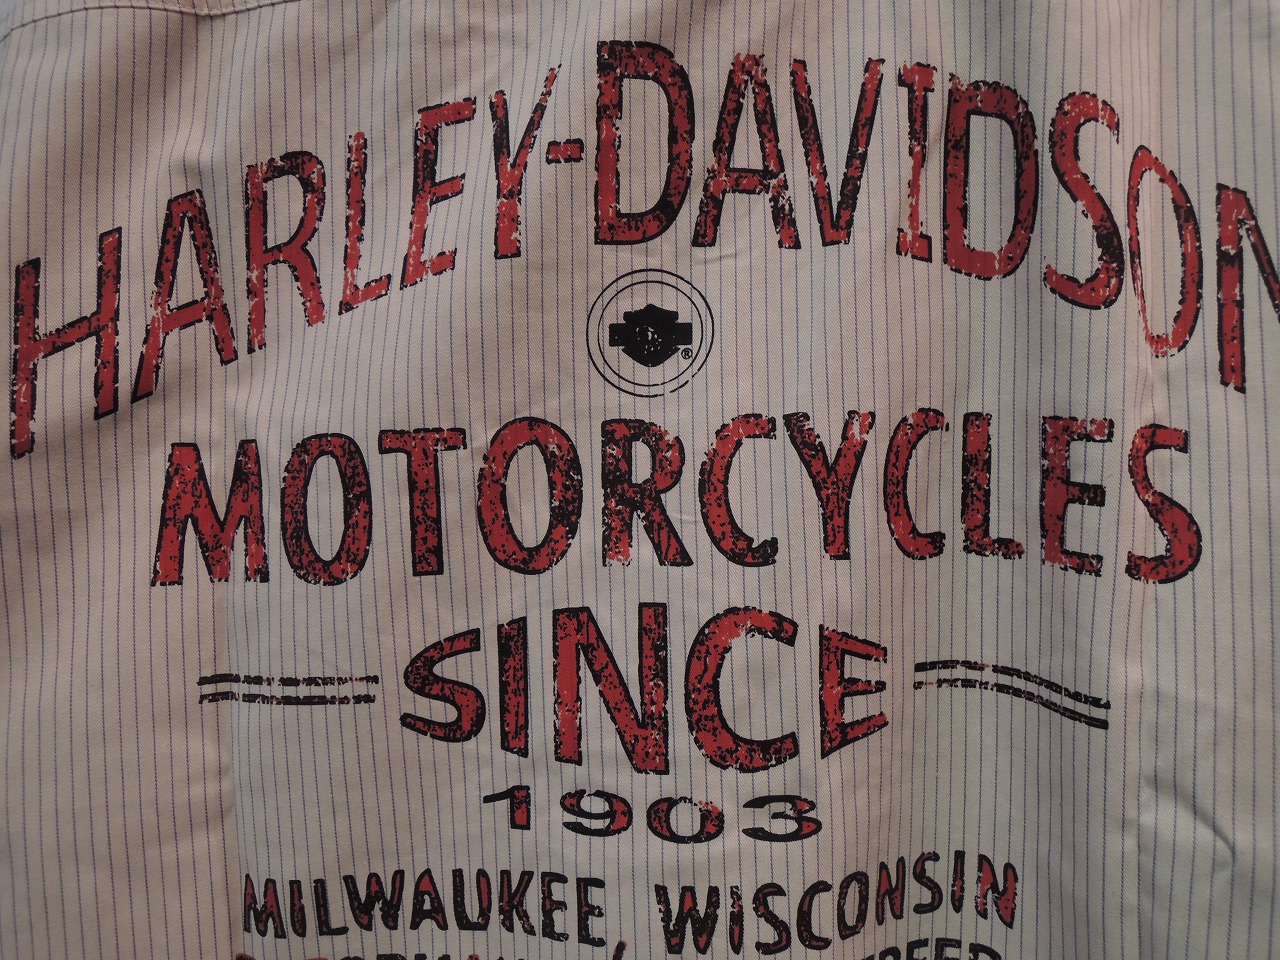 HARLEY-DAVIDSON
®
MOTORCYCLES
SINCE
1903
MILWAUKEE, WISCONSIN